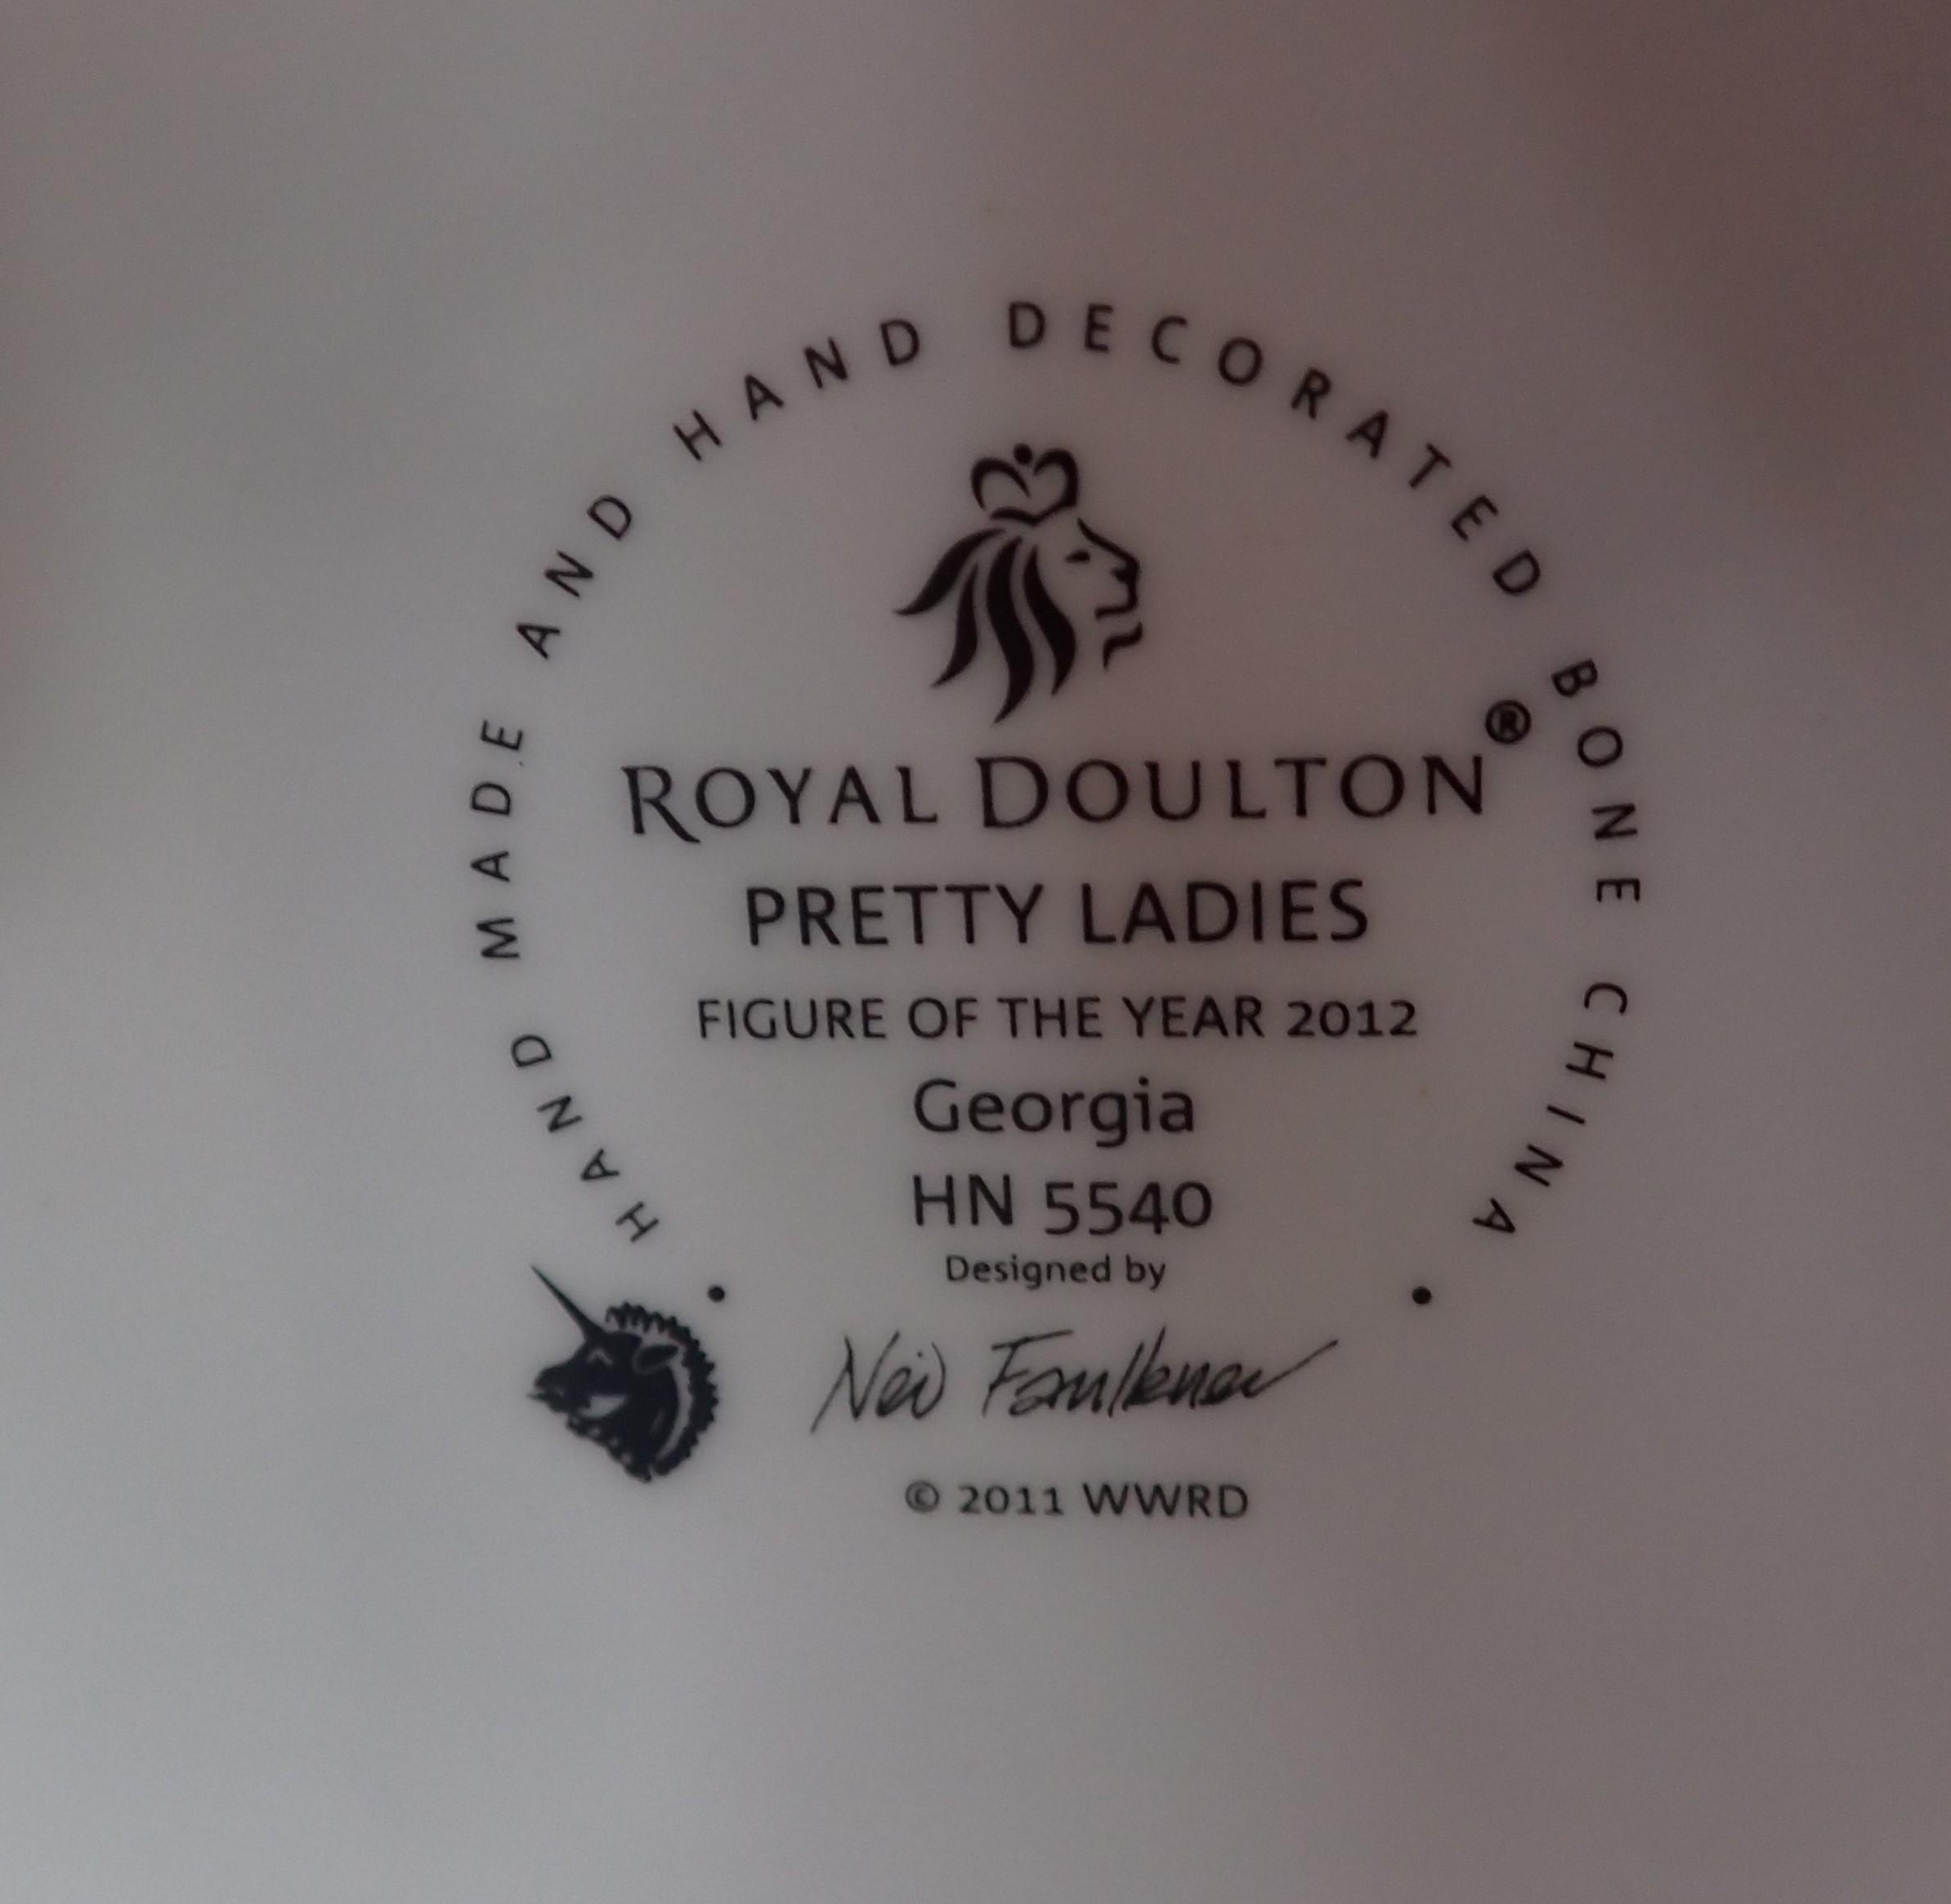 HAND MADE AND HAND DECORATED BONE CHINA
ROYAL DOULTON®
PRETTY LADIES
FIGURE OF THE YEAR 2012
Georgia
HN 5540
Designed by
Neil Faulkner
© 2011 WWRD